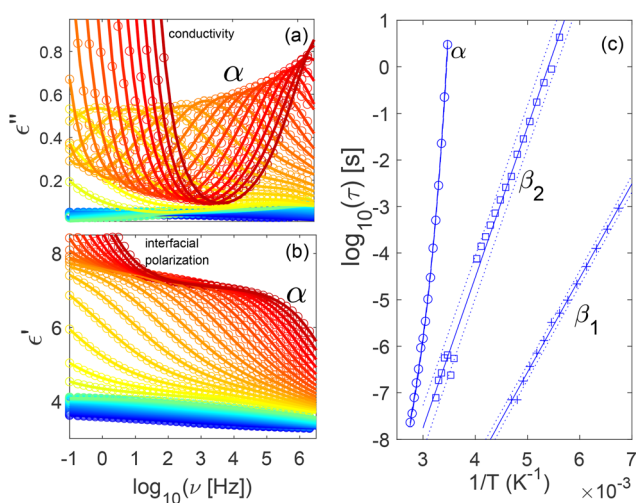 conductivity
(a)
α
0.8
0.6
0.4
0.2
ϵ''
interfacial
polarization
(b)
α
8
6
4
ϵ'
-1 0 1 2 3 4 5 6
log10(ν [Hz])
(c)
α
β2
β1
1
0
-1
-2
-3
-4
-5
-6
-7
-8
log10(τ) [s]
3 4 5 6 7
1/T (K-1)
×10-3